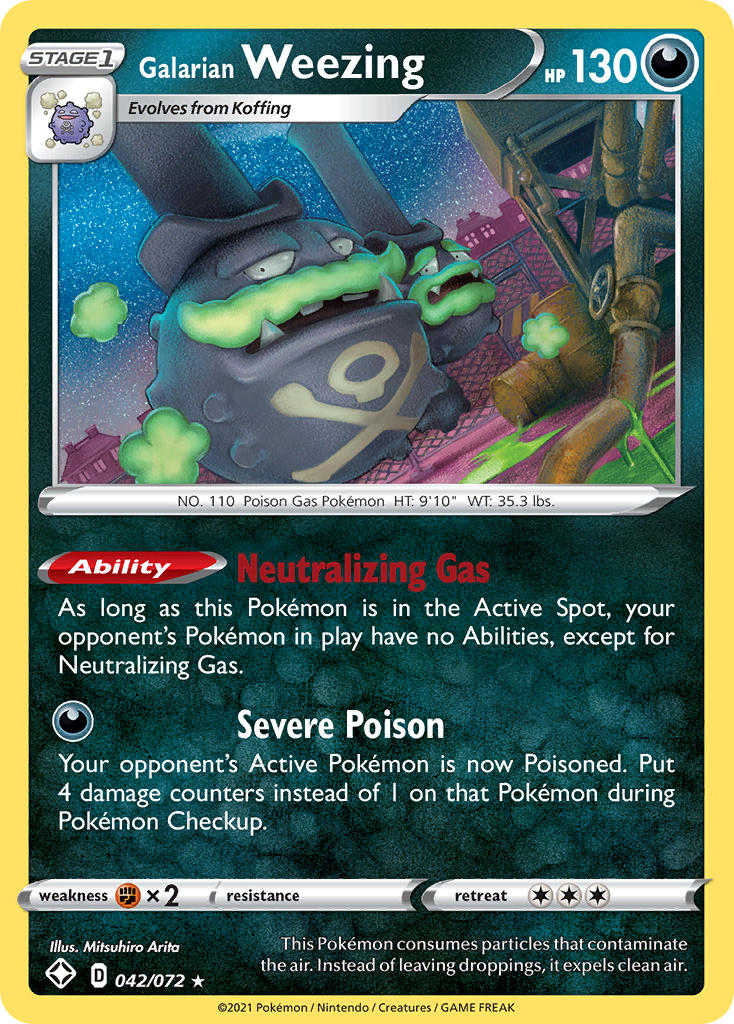 STAGE 1
Galarian Weezing
HP 130
Evolves from Koffing
NO. 110 Poison Gas Pokémon HT: 9'10" WT: 35.3 lbs.
Ability Neutralizing Gas
As long as this Pokémon is in the Active Spot, your
opponent's Pokémon in play have no Abilities, except for
Neutralizing Gas.
Severe Poison
Your opponent's Active Pokémon is now Poisoned. Put
4 damage counters instead of 1 on that Pokémon during
Pokémon Checkup.
weakness ×2 resistance retreat
Illus. Mitsuhiro Arita
D 042/072 ★
This Pokémon consumes particles that contaminate
the air. Instead of leaving droppings, it expels clean air.
©2021 Pokémon / Nintendo / Creatures / GAME FREAK